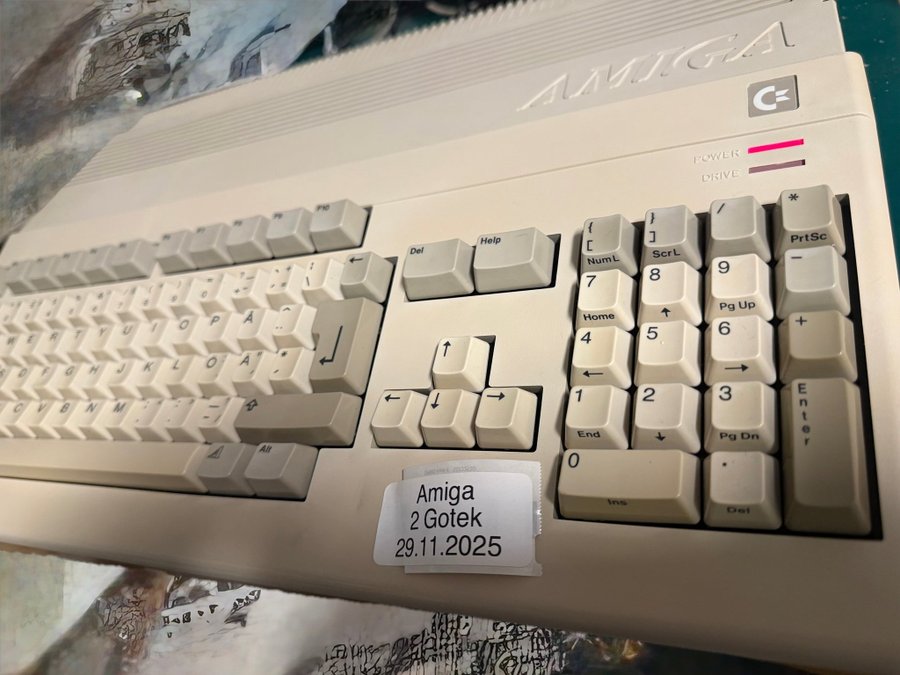 AMIGA
POWER
DRIVE
F10
Del
Help
{
[
NumL
}
]
ScrL
/
*
PrtSc
7
Home
8
↑
9
Pg Up
-
4
←
5
6
→
+
1
End
2
↓
3
Pg Dn
Enter
0
Ins
.
Del
←
↑
←
↓
→
E R T Y U I O P Å
D F G H J K L Ö Ä
C V B N M
Alt
Amiga
2 Gotek
29.11.2025